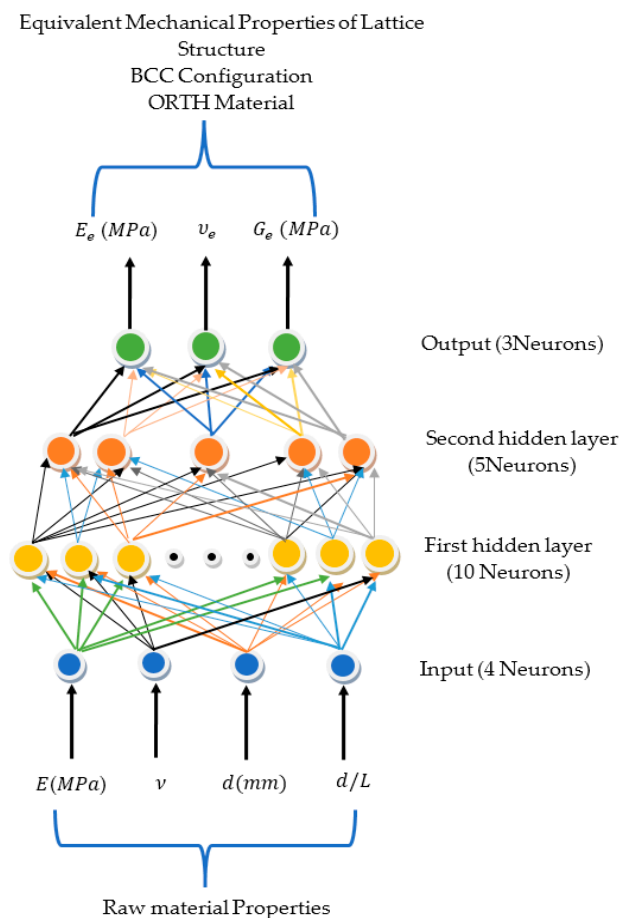 Equivalent Mechanical Properties of Lattice
Structure
BCC Configuration
ORTH Material
E_e (MPa) υ_e G_e (MPa)
Output (3Neurons)
Second hidden layer
(5Neurons)
First hidden layer
(10 Neurons)
Input (4 Neurons)
E(MPa) ν d(mm) d/L
Raw material Properties